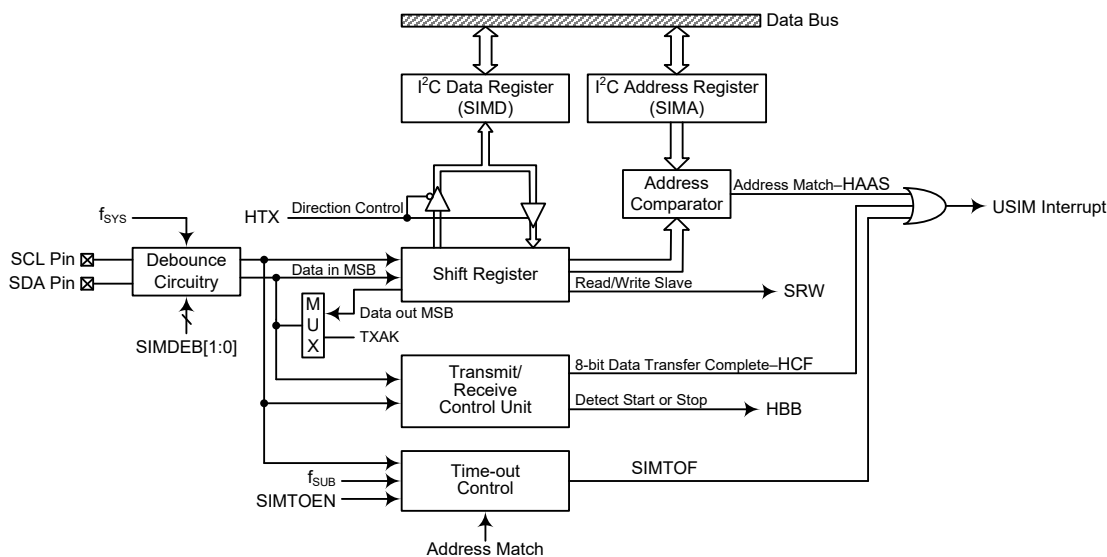 Data Bus
I²C Data Register
(SIMD)
I²C Address Register
(SIMA)
Address
Comparator
Address Match–HAAS
USIM Interrupt
fSYS
HTX
Direction Control
SCL Pin
SDA Pin
Debounce
Circuitry
Data in MSB
Shift Register
Read/Write Slave
SRW
M
U
X
Data out MSB
TXAK
SIMDEB[1:0]
Transmit/
Receive
Control Unit
8-bit Data Transfer Complete–HCF
Detect Start or Stop
HBB
fSUB
SIMTOEN
Time-out
Control
SIMTOF
Address Match